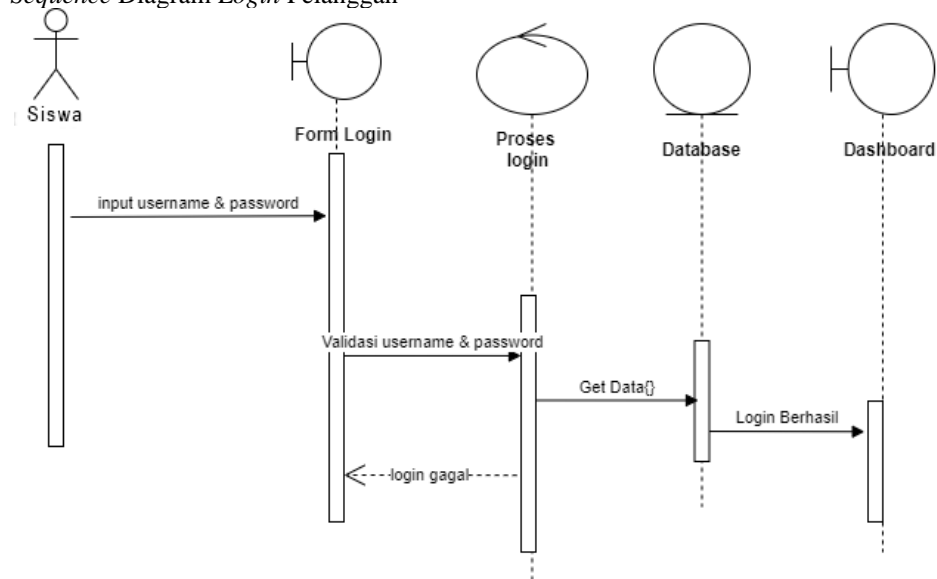 Sequence Diagram Login Pelanggan
Siswa
Form Login
Proses
login
Database
Dashboard
input username & password
Validasi username & password
Get Data{}
Login Berhasil
login gagal